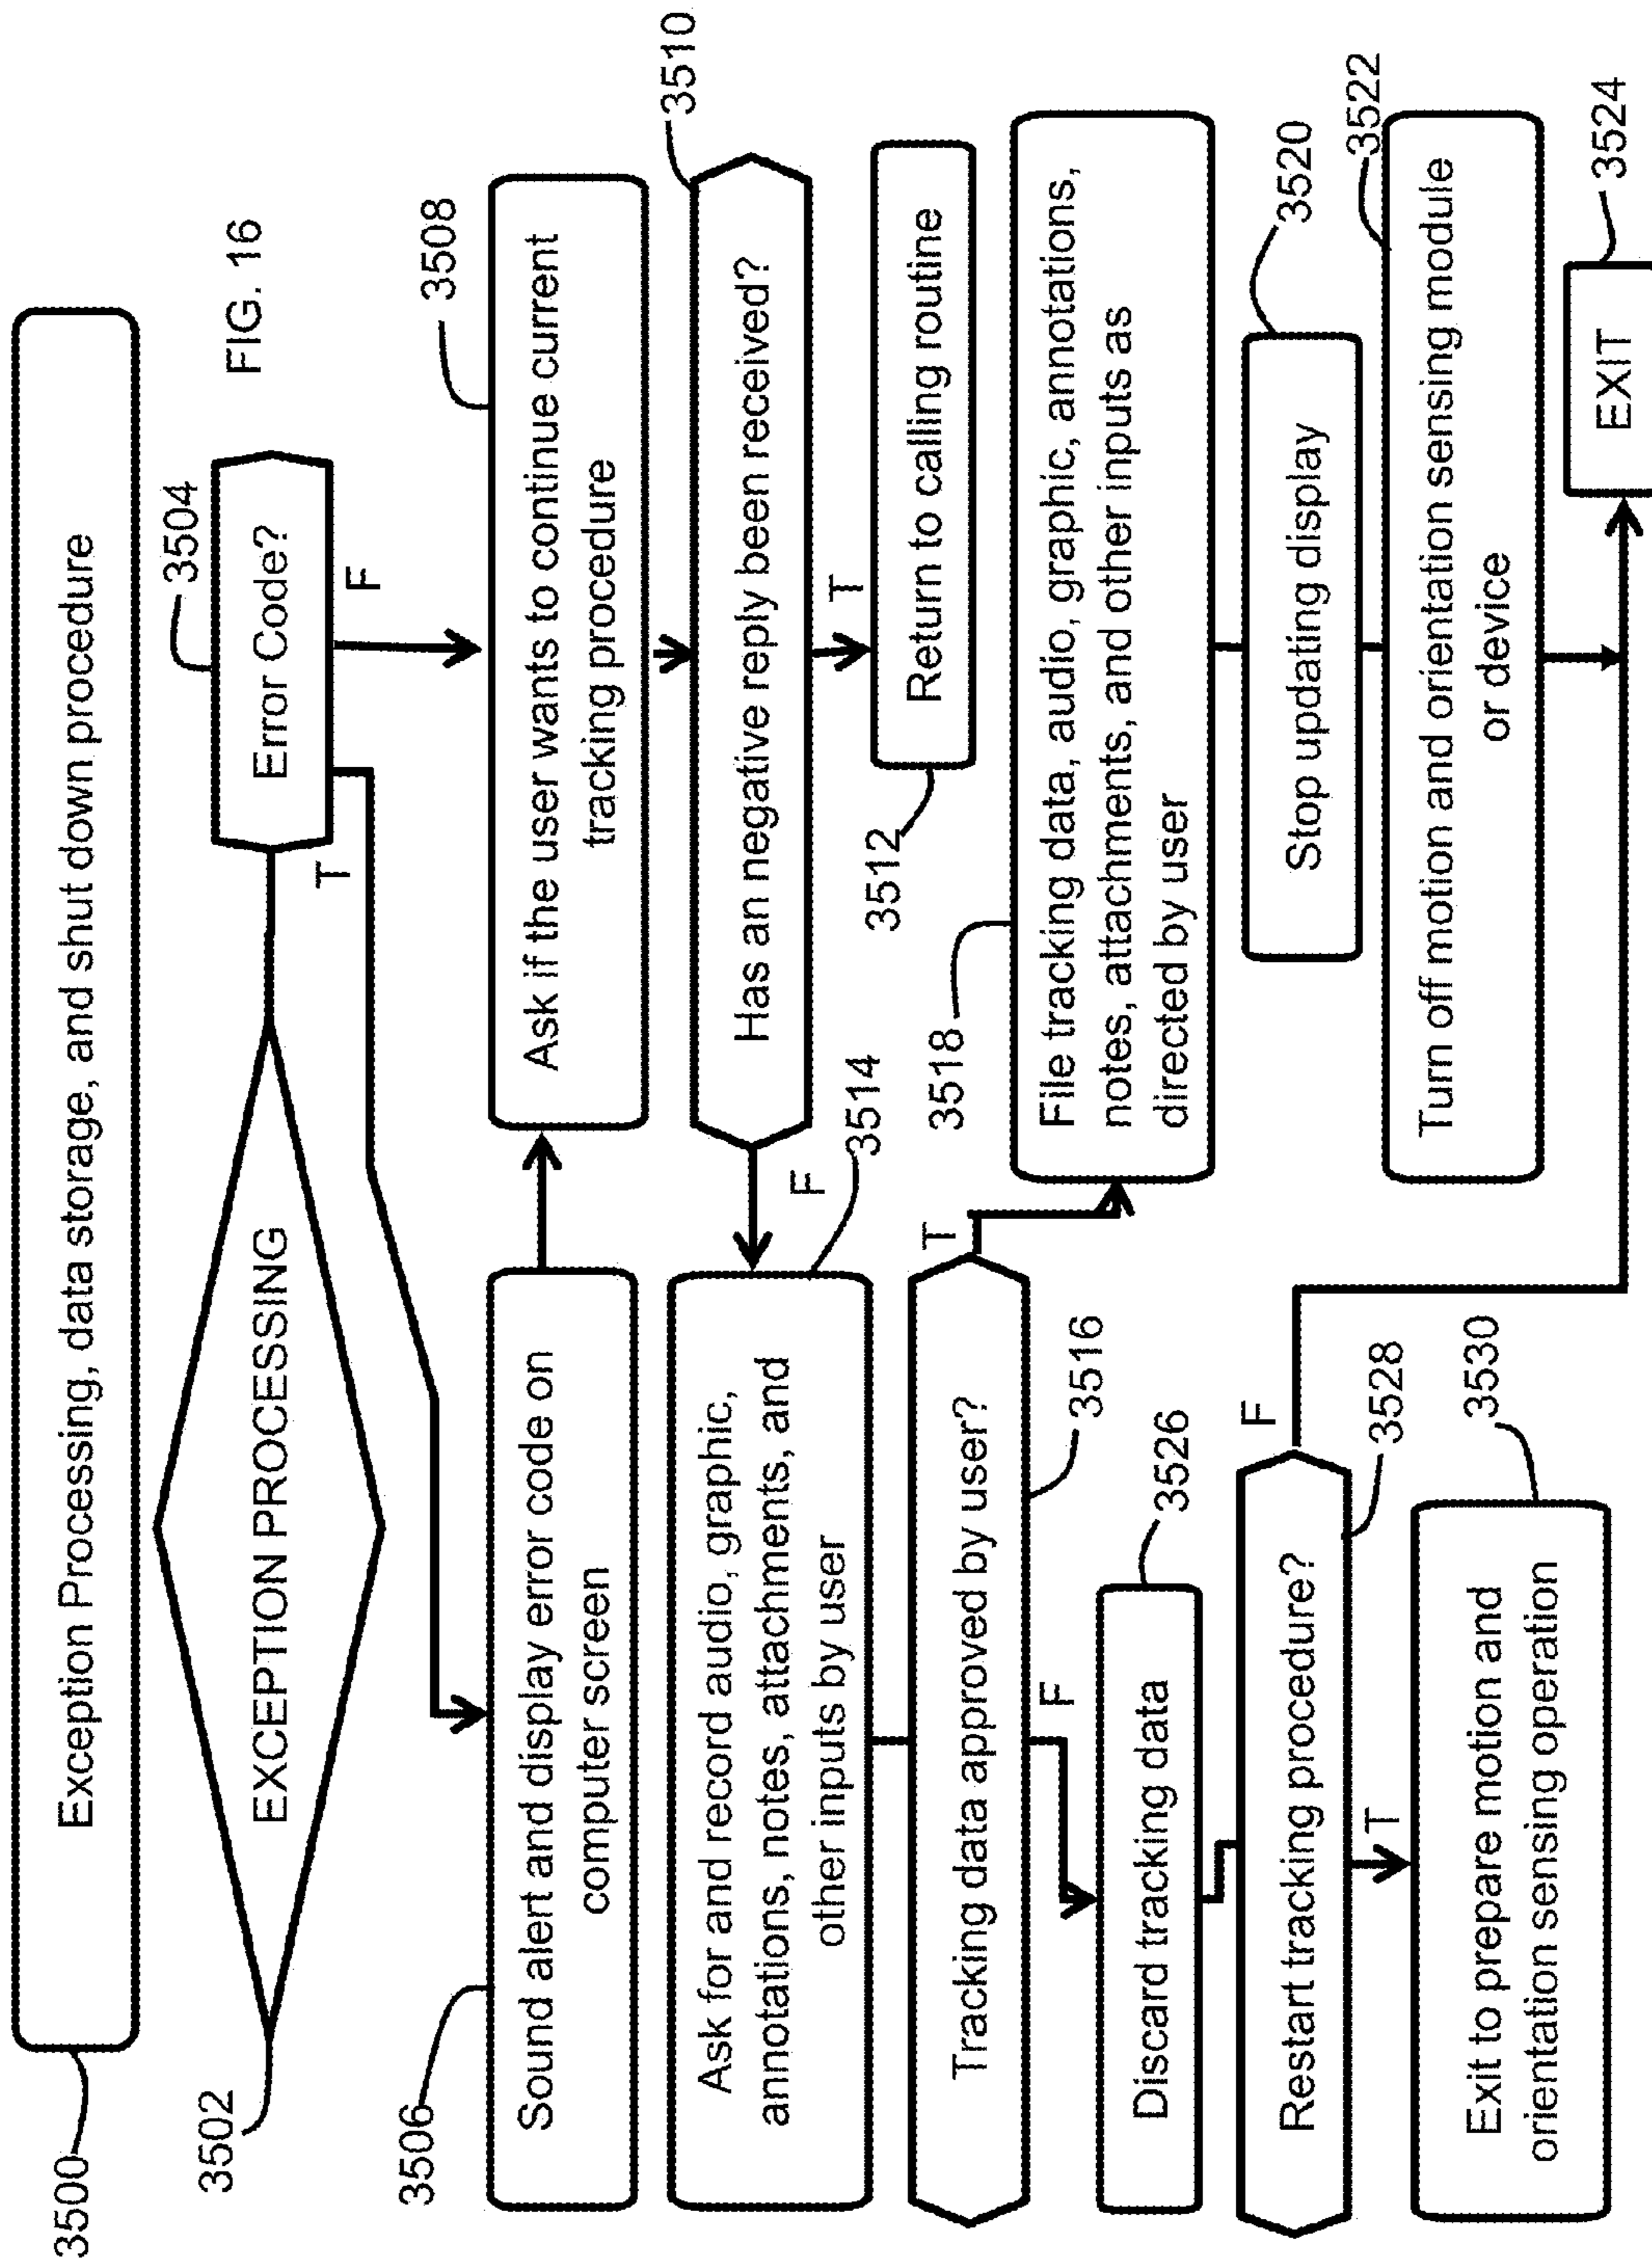 3500
Exception Processing, data storage, and shut down procedure
FIG. 16
3502
EXCEPTION PROCESSING
3504
Error Code?
T
F
3506
Sound alert and display error code on
computer screen
3508
Ask if the user wants to continue current
tracking procedure
3510
Has an negative reply been received?
F
T
3512
Return to calling routine
3514
Ask for and record audio, graphic,
annotations, notes, attachments, and
other inputs by user
3516
Tracking data approved by user?
T
F
3518
File tracking data, audio, graphic, annotations,
notes, attachments, and other inputs as
directed by user
3520
Stop updating display
3522
Turn off motion and orientation sensing module
or device
3524
EXIT
3526
Discard tracking data
3528
Restart tracking procedure?
F
T
3530
Exit to prepare motion and
orientation sensing operation